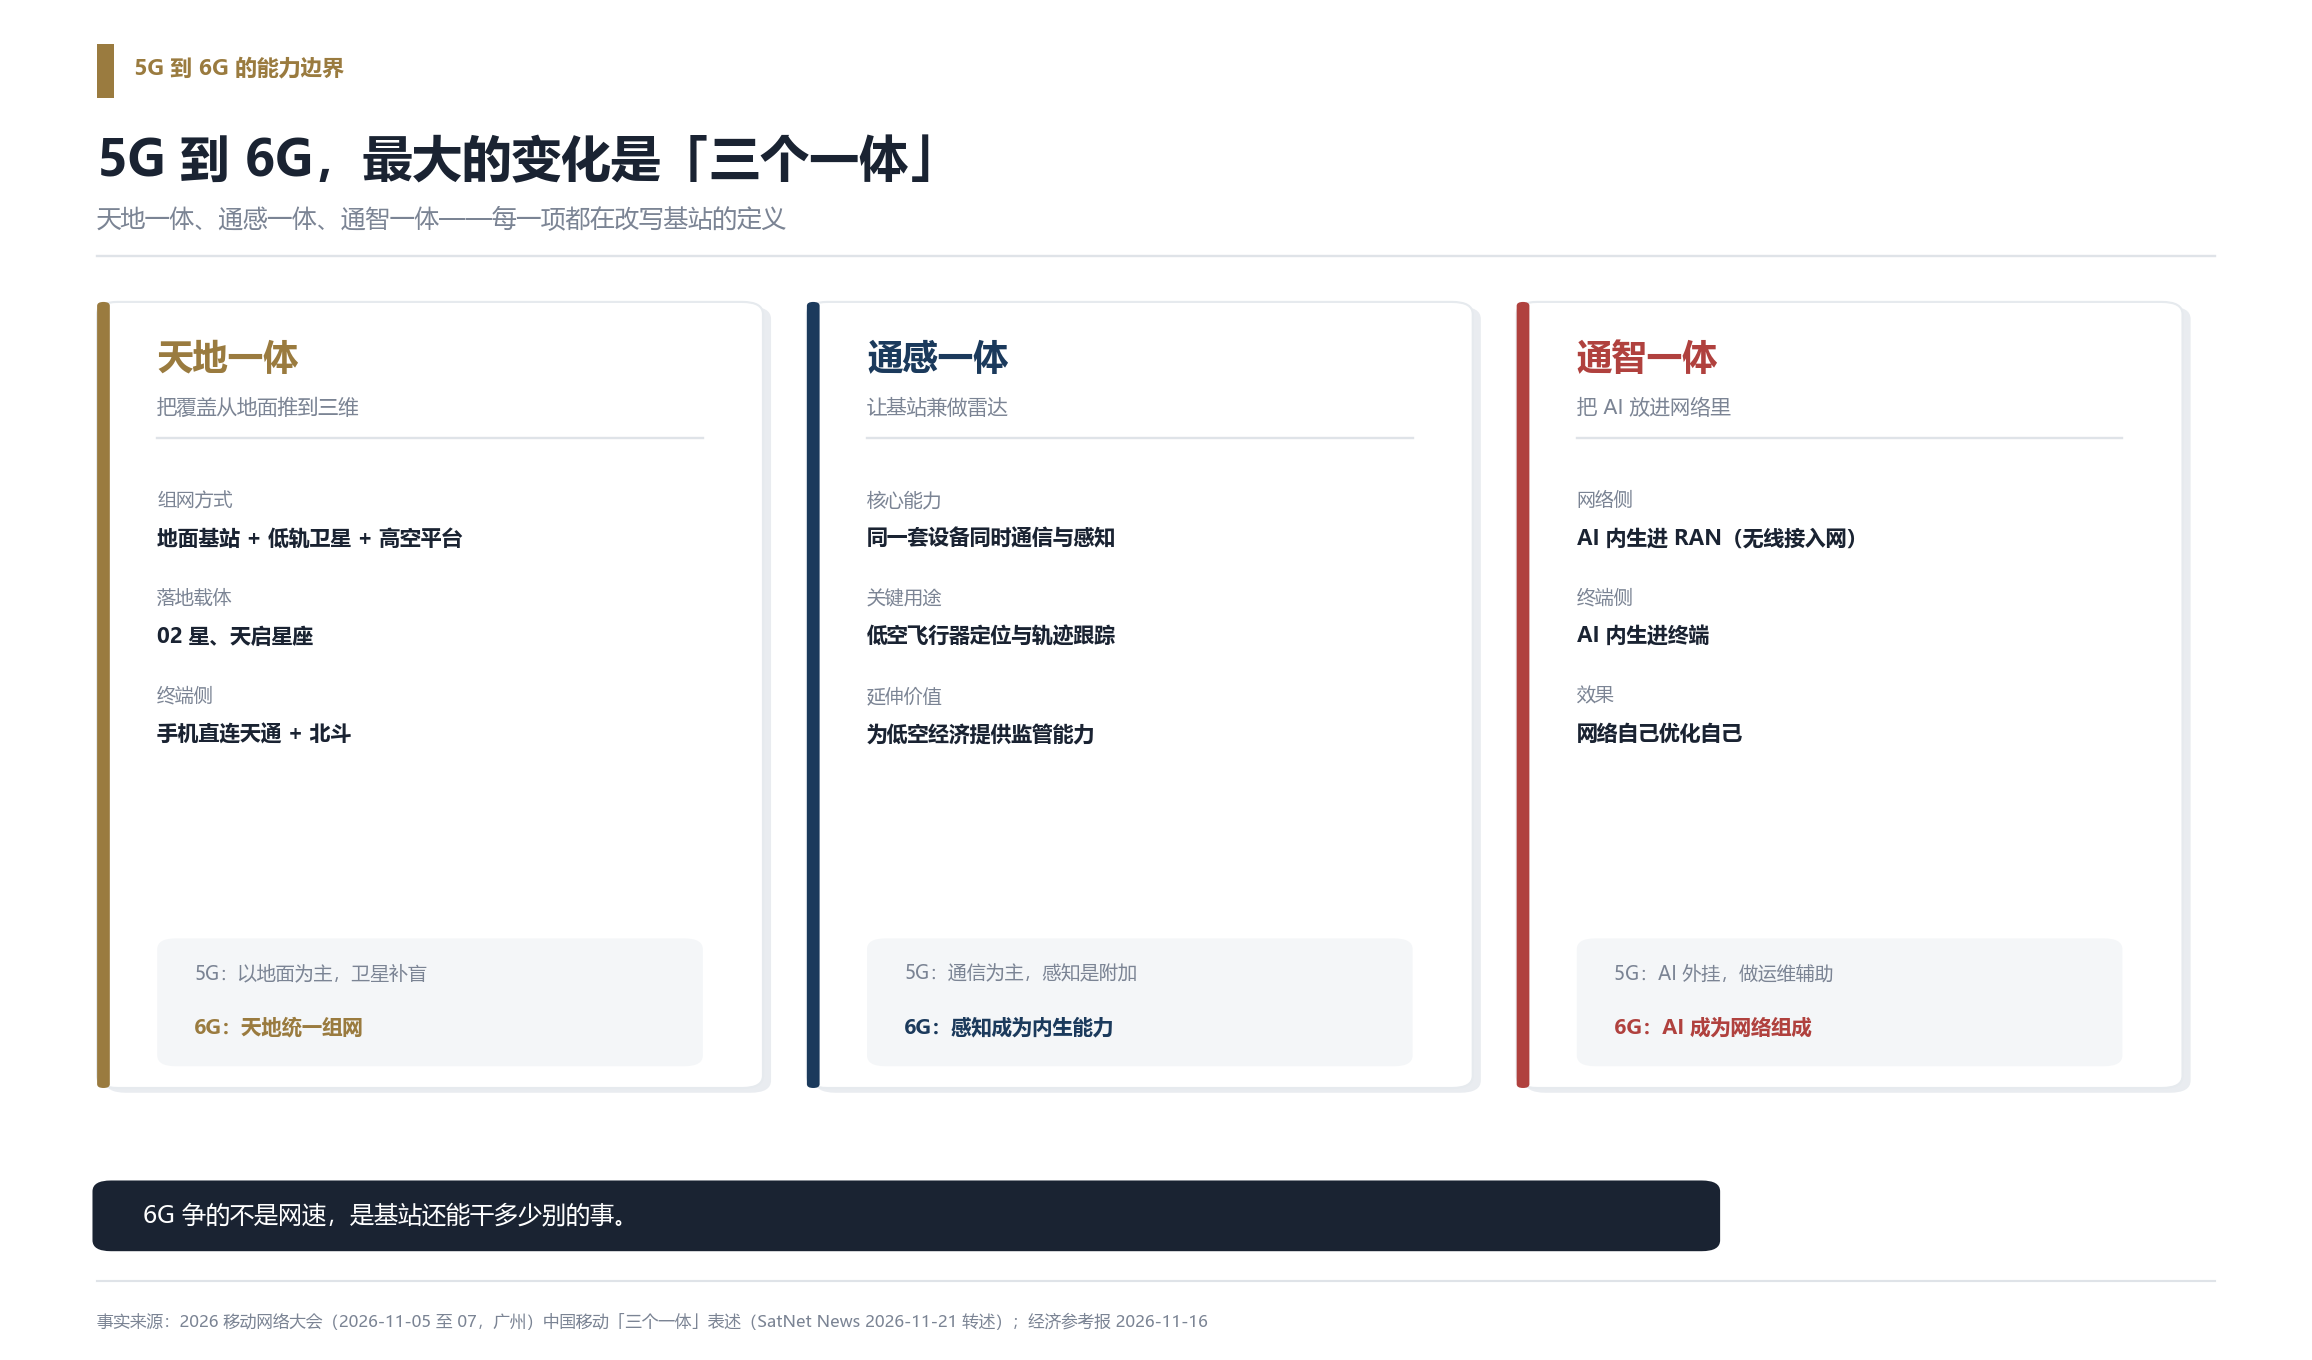 5G 到 6G 的能力边界
5G 到 6G，最大的变化是「三个一体」
天地一体、通感一体、通智一体——每一项都在改写基站的定义
天地一体
把覆盖从地面推到三维
组网方式
地面基站 + 低轨卫星 + 高空平台
落地载体
02 星、天启星座
终端侧
手机直连天通 + 北斗
5G：以地面为主，卫星补盲
6G：天地统一组网
通感一体
让基站兼做雷达
核心能力
同一套设备同时通信与感知
关键用途
低空飞行器定位与轨迹跟踪
延伸价值
为低空经济提供监管能力
5G：通信为主，感知是附加
6G：感知成为内生能力
通智一体
把 AI 放进网络里
网络侧
AI 内生进 RAN（无线接入网）
终端侧
AI 内生进终端
效果
网络自己优化自己
5G：AI 外挂，做运维辅助
6G：AI 成为网络组成
6G 争的不是网速，是基站还能干多少别的事。
事实来源：2026 移动网络大会（2026-11-05 至 07，广州）中国移动「三个一体」表述（SatNet News 2026-11-21 转述）；经济参考报 2026-11-16